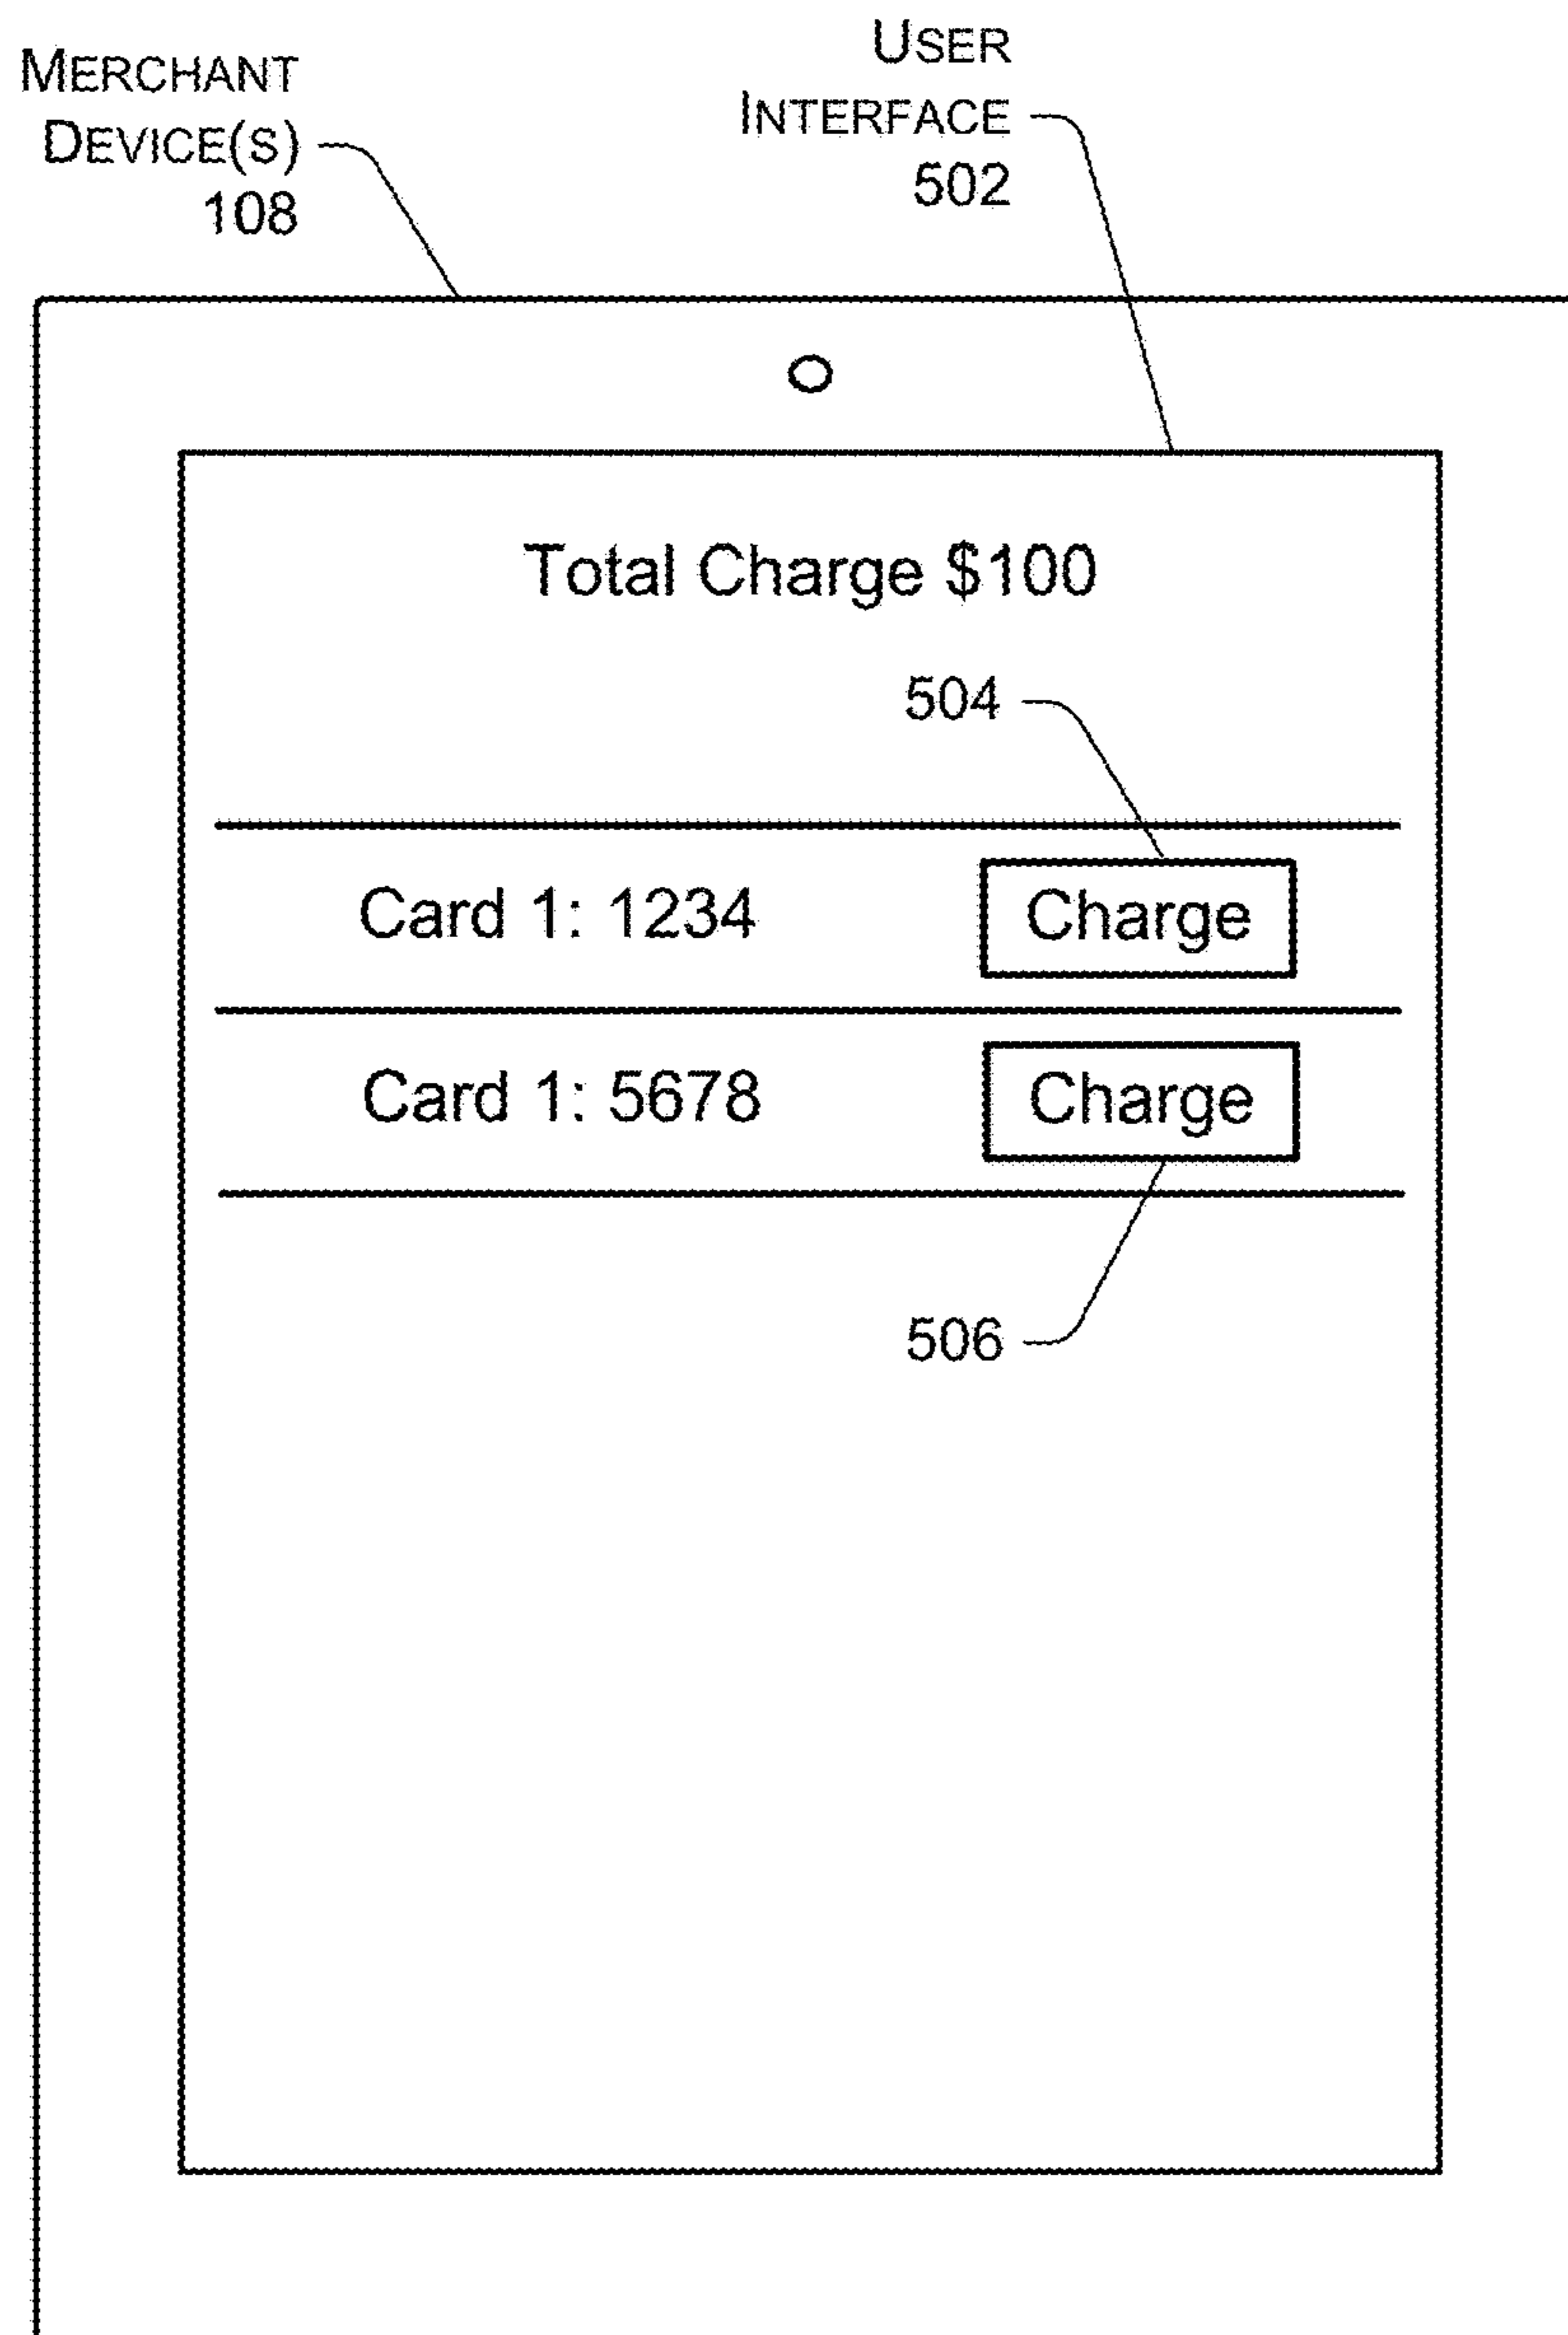 MERCHANT
DEVICE(S)
108
USER
INTERFACE
502
Total Charge $100
504
Card 1: 1234 Charge
Card 1: 5678 Charge
506